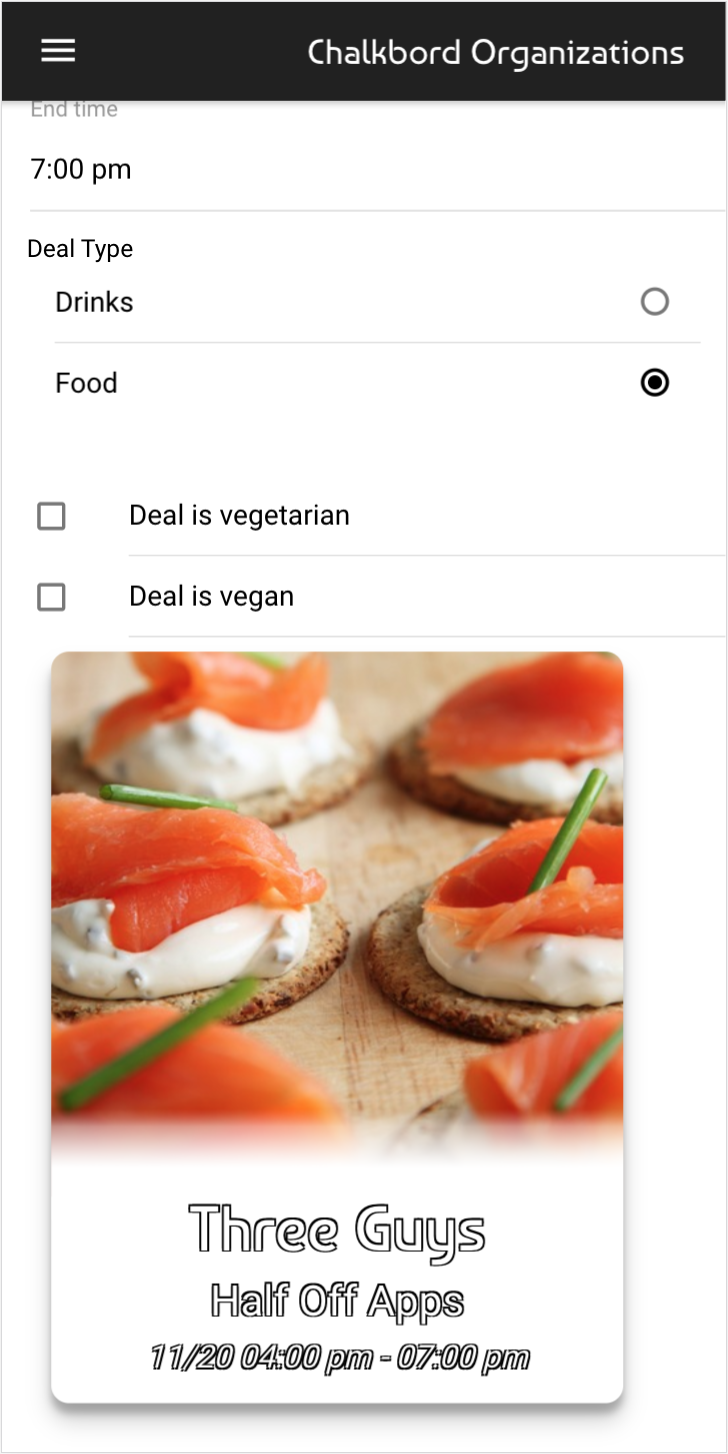 Chalkbord Organizations
End time
7:00 pm
Deal Type
Drinks
Food
Deal is vegetarian
Deal is vegan
Three Guys
Half Off Apps
11/20 04:00 pm - 07:00 pm